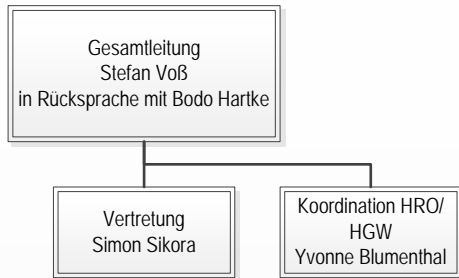 Gesamtleitung
Stefan Voß
in Rücksprache mit Bodo Hartke
Vertretung
Simon Sikora
Koordination HRO/
HGW
Yvonne Blumenthal